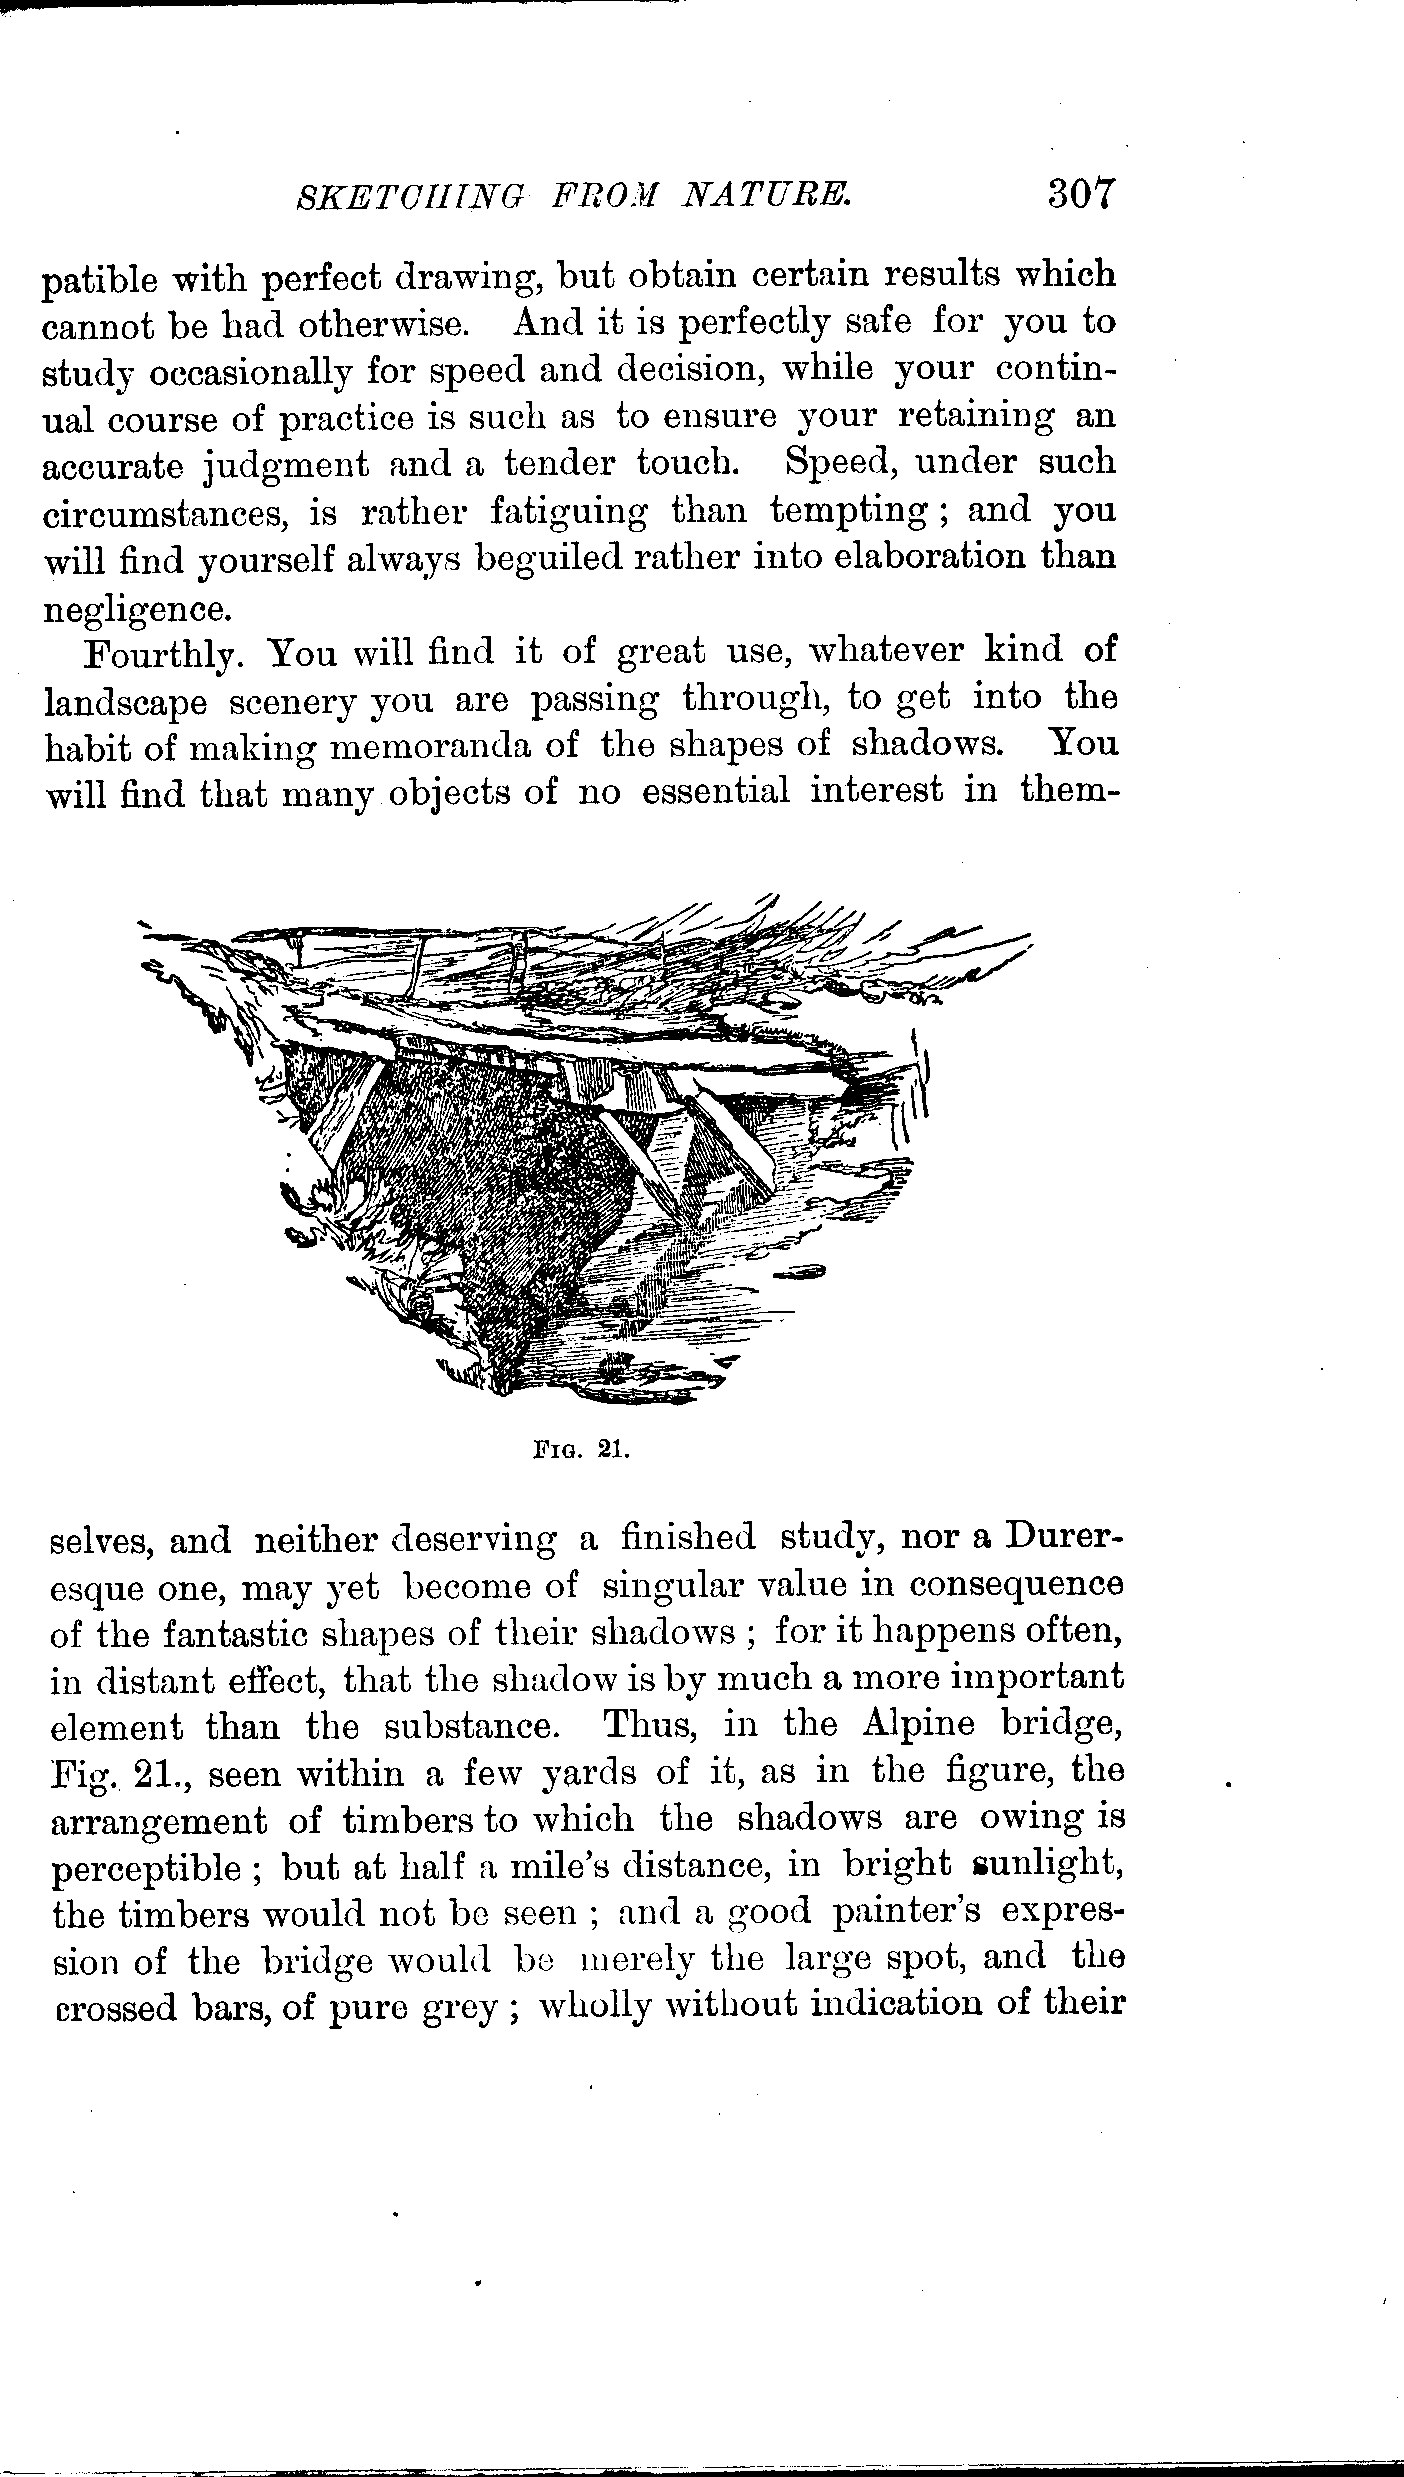 SKETCHING FROM NATURE. 307
patible with perfect drawing, but obtain certain results which
cannot be had otherwise. And it is perfectly safe for you to
study occasionally for speed and decision, while your contin-
ual course of practice is such as to ensure your retaining an
accurate judgment and a tender touch. Speed, under such
circumstances, is rather fatiguing than tempting ; and you
will find yourself always beguiled rather into elaboration than
negligence.
Fourthly. You will find it of great use, whatever kind of
landscape scenery you are passing through, to get into the
habit of making memoranda of the shapes of shadows. You
will find that many objects of no essential interest in them-
FIG. 21.
selves, and neither deserving a finished study, nor a Durer-
esque one, may yet become of singular value in consequence
of the fantastic shapes of their shadows ; for it happens often,
in distant effect, that the shadow is by much a more important
element than the substance. Thus, in the Alpine bridge,
Fig. 21., seen within a few yards of it, as in the figure, the
arrangement of timbers to which the shadows are owing is
perceptible ; but at half a mile's distance, in bright sunlight,
the timbers would not be seen ; and a good painter's expres-
sion of the bridge would be merely the large spot, and the
crossed bars, of pure grey ; wholly without indication of their